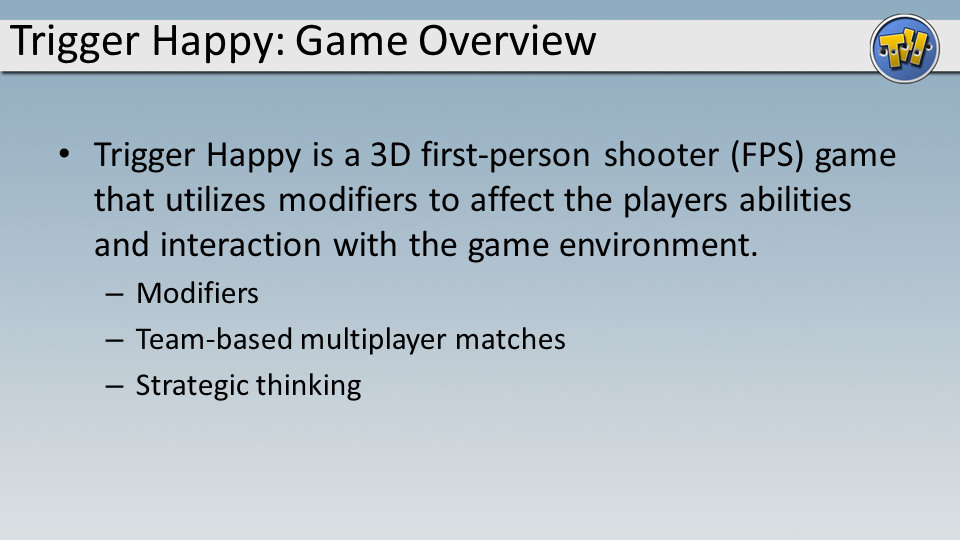 Trigger Happy: Game Overview
TH
• Trigger Happy is a 3D first-person shooter (FPS) game
that utilizes modifiers to affect the players abilities
and interaction with the game environment.
– Modifiers
– Team-based multiplayer matches
– Strategic thinking